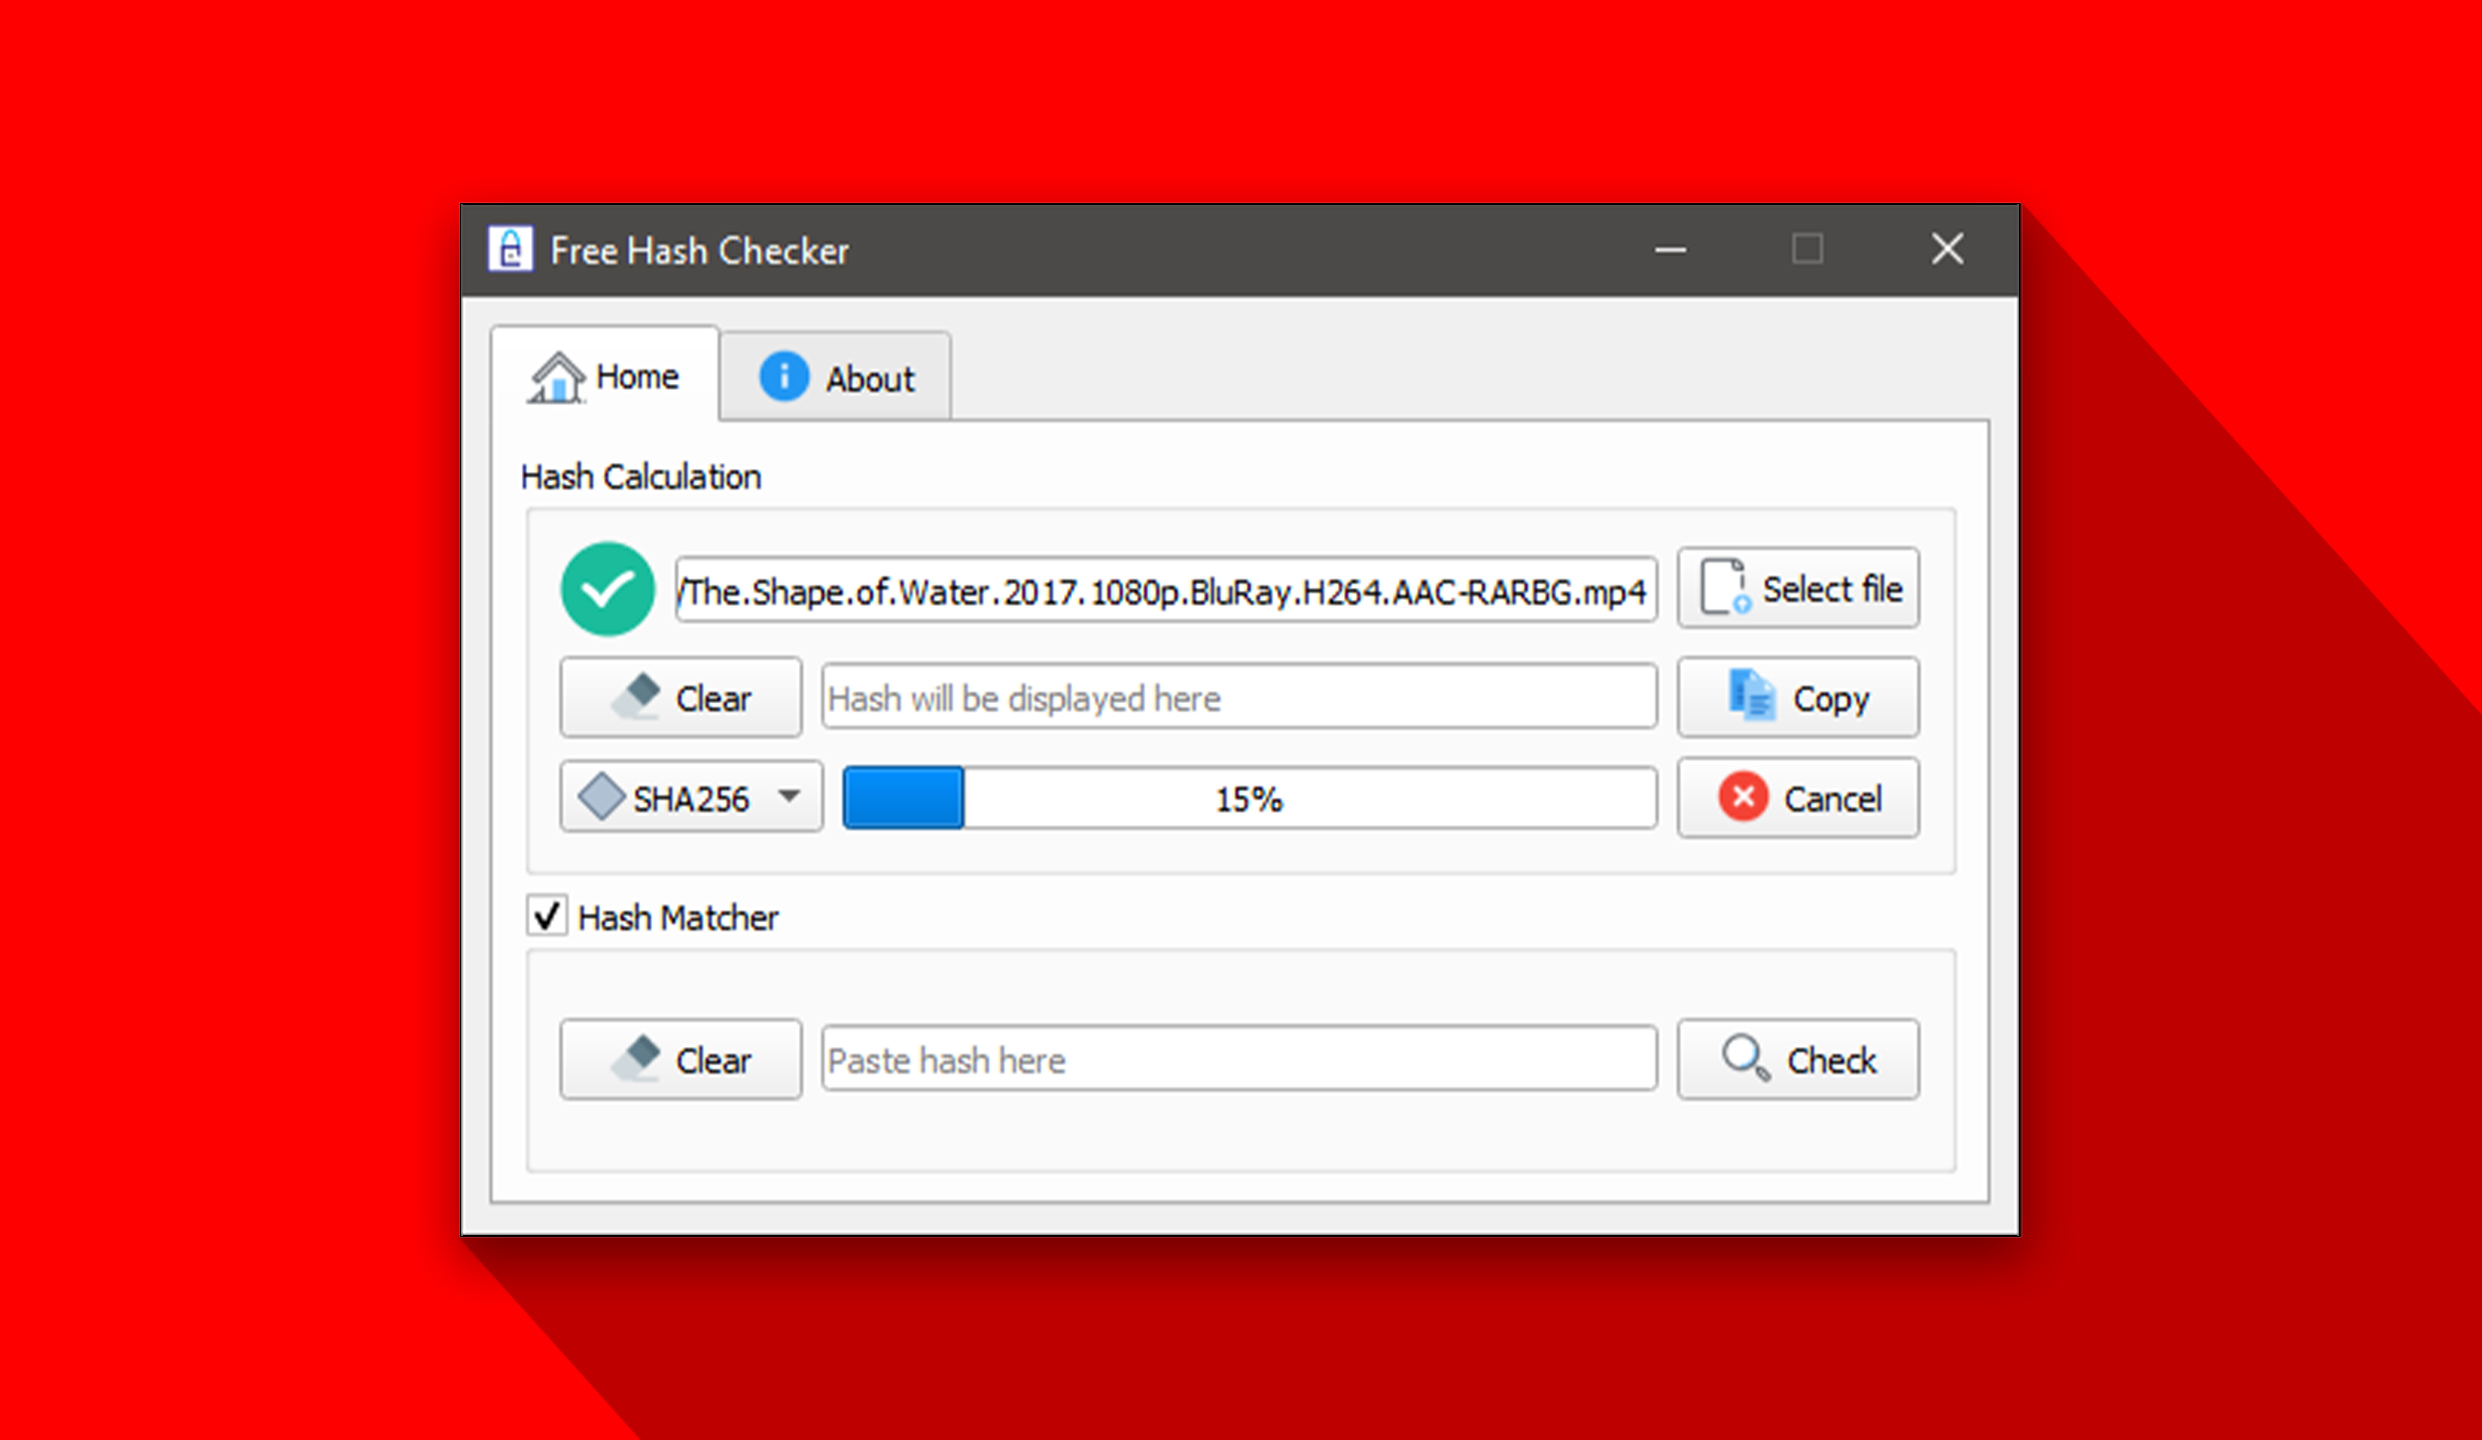 Free Hash Checker
Home
About
Hash Calculation
/The.Shape.of.Water.2017.1080p.BluRay.H264.AAC-RARBG.mp4
Select file
Clear
Hash will be displayed here
Copy
SHA256
15%
Cancel
Hash Matcher
Clear
Paste hash here
Check